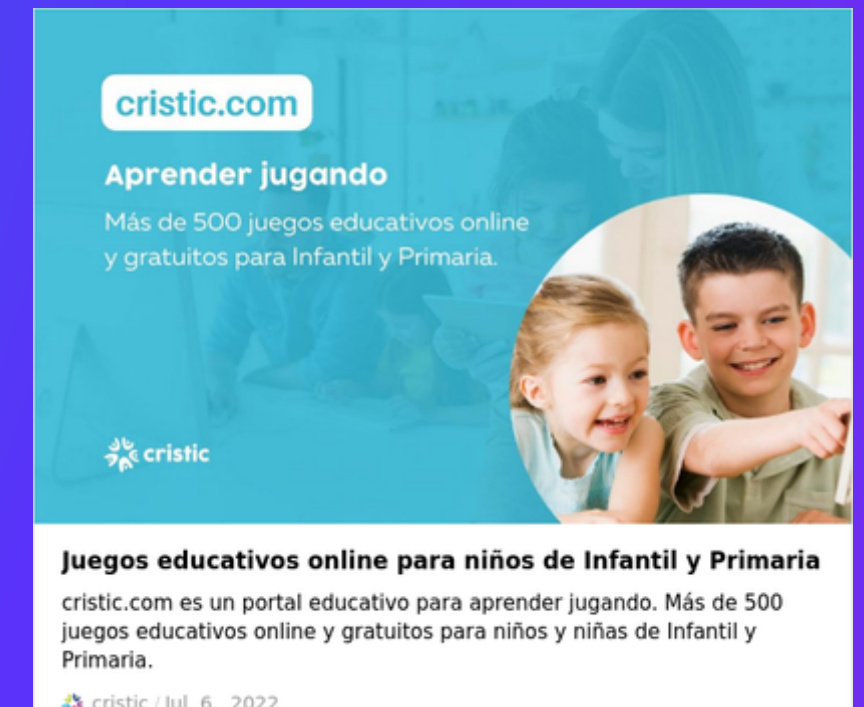 cristic.com
Aprender jugando
Más de 500 juegos educativos online
y gratuitos para Infantil y Primaria.
cristic
Juegos educativos online para niños de Infantil y Primaria
cristic.com es un portal educativo para aprender jugando. Más de 500
juegos educativos online y gratuitos para niños y niñas de Infantil y
Primaria.
cristic / Jul. 6., 2022